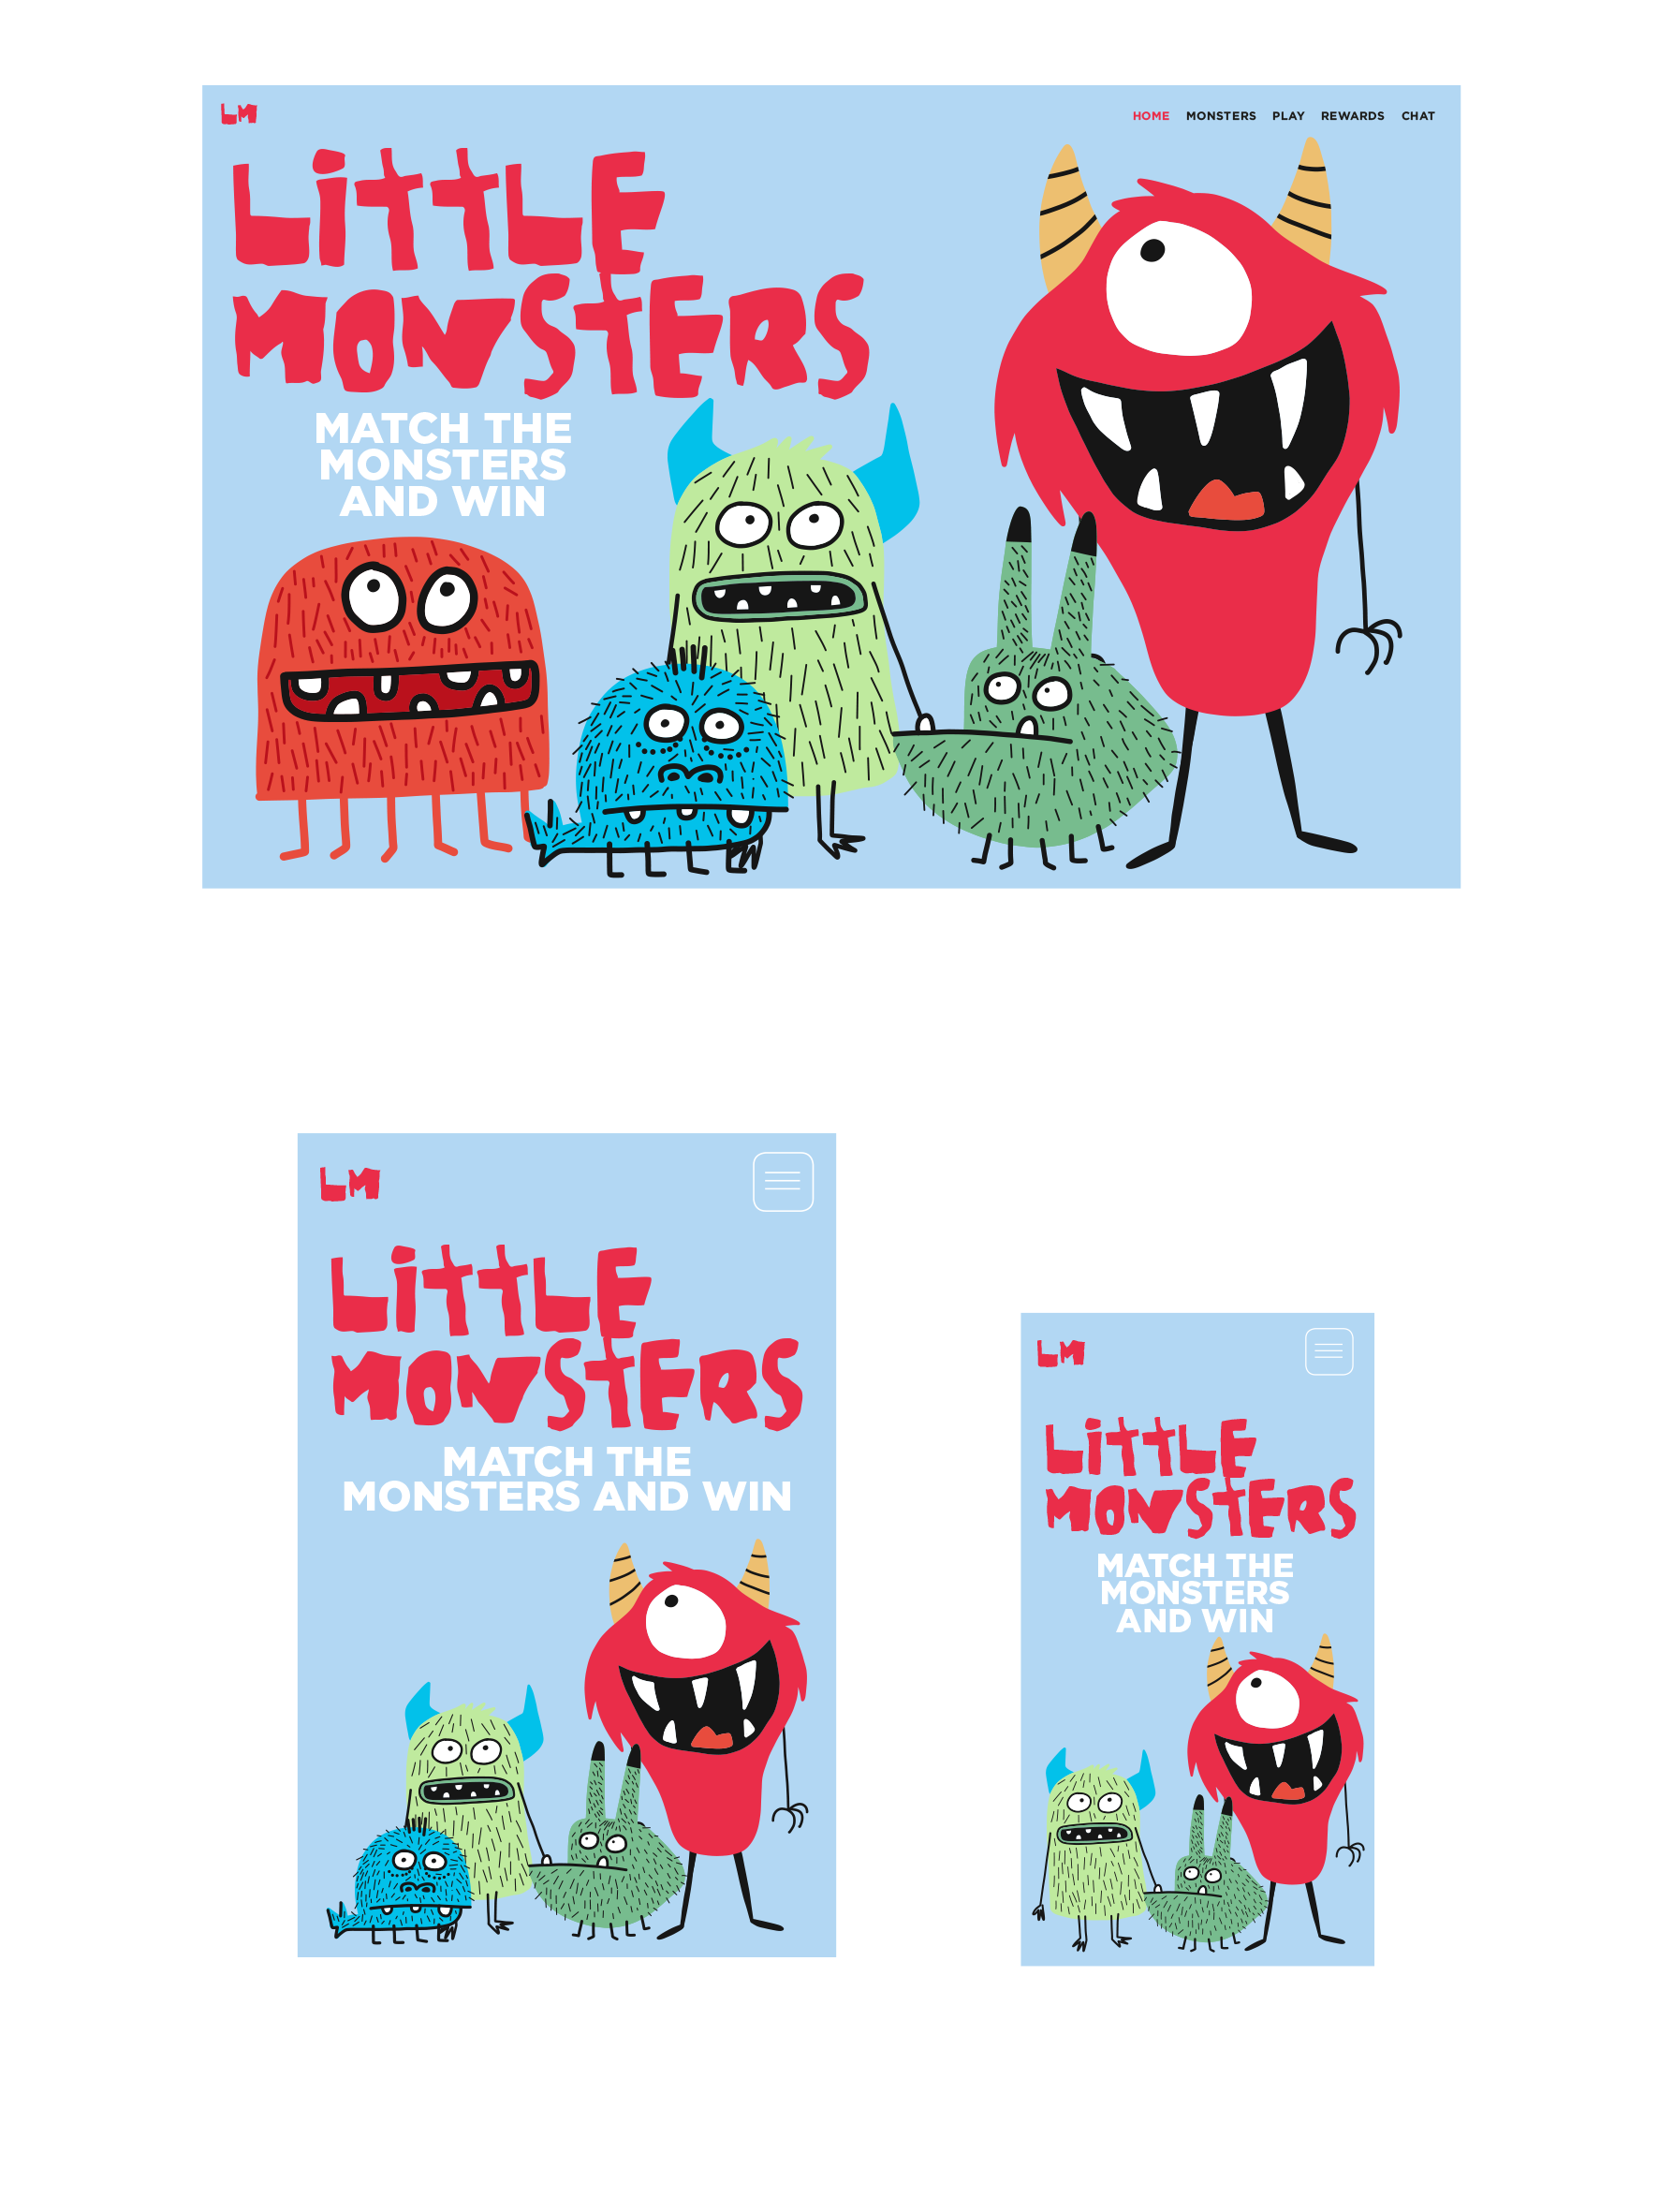 LM
HOME MONSTERS PLAY REWARDS CHAT
LittLE
MONStERS
MATCH THE
MONSTERS
AND WIN
LM
LittLE
MONStERS
MATCH THE
MONSTERS AND WIN
LM
LittLE
MONStERS
MATCH THE
MONSTERS
AND WIN